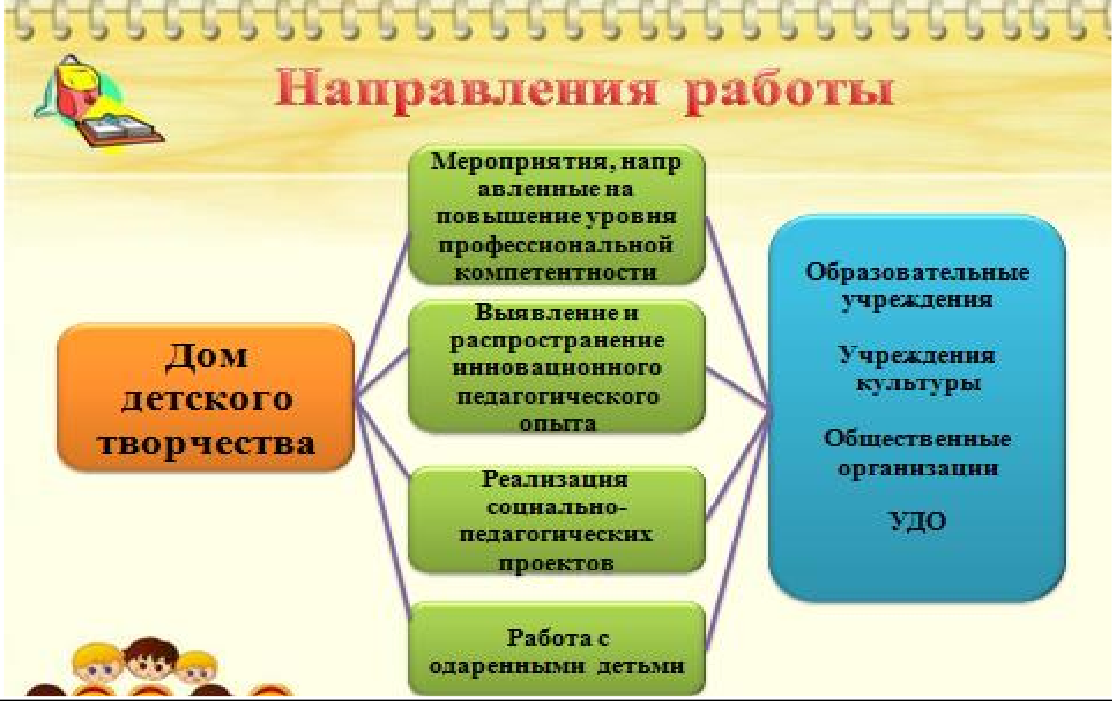 Направления работы
Дом
детского
творчества
Мероприятия, напр
авленные на
повышение уровня
профессиональной
компетентности
Выявление и
распространение
инновационного
педагогического
опыта
Реализация
социально-
педагогических
проектов
Работа с
одаренными детьми
Образовательные
учреждения
Учреждения
культуры
Общественные
организации
УДО